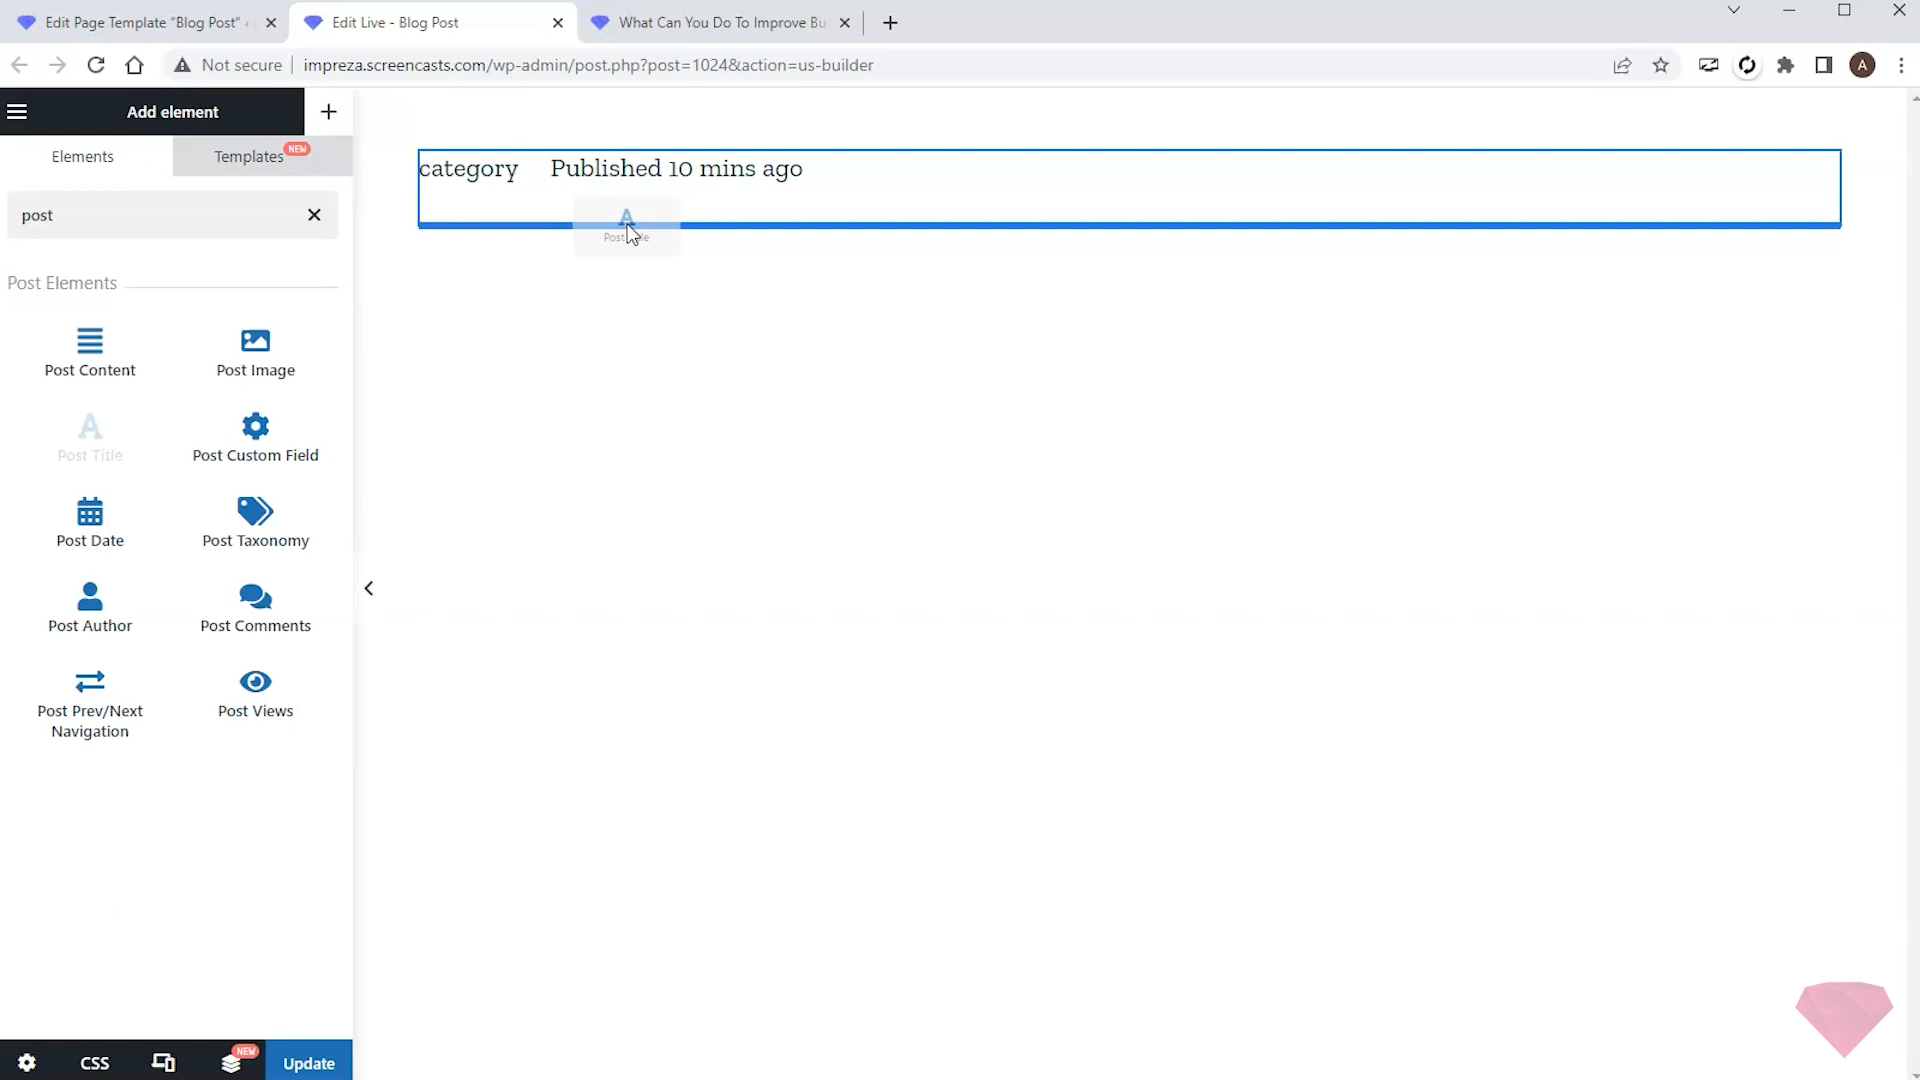 Edit Page Template “Blog Post” ‹
Edit Live - Blog Post
What Can You Do To Improve Bu
Not secure
impreza.screencasts.com/wp-admin/post.php?post=1024&action=us-builder
A
Add element
Elements
Templates
NEW
post
Post Elements
Post Content
Post Image
Post Title
Post Custom Field
Post Date
Post Taxonomy
Post Author
Post Comments
Post Prev/Next
Navigation
Post Views
CSS
NEW
Update
category
Published 10 mins ago
Post